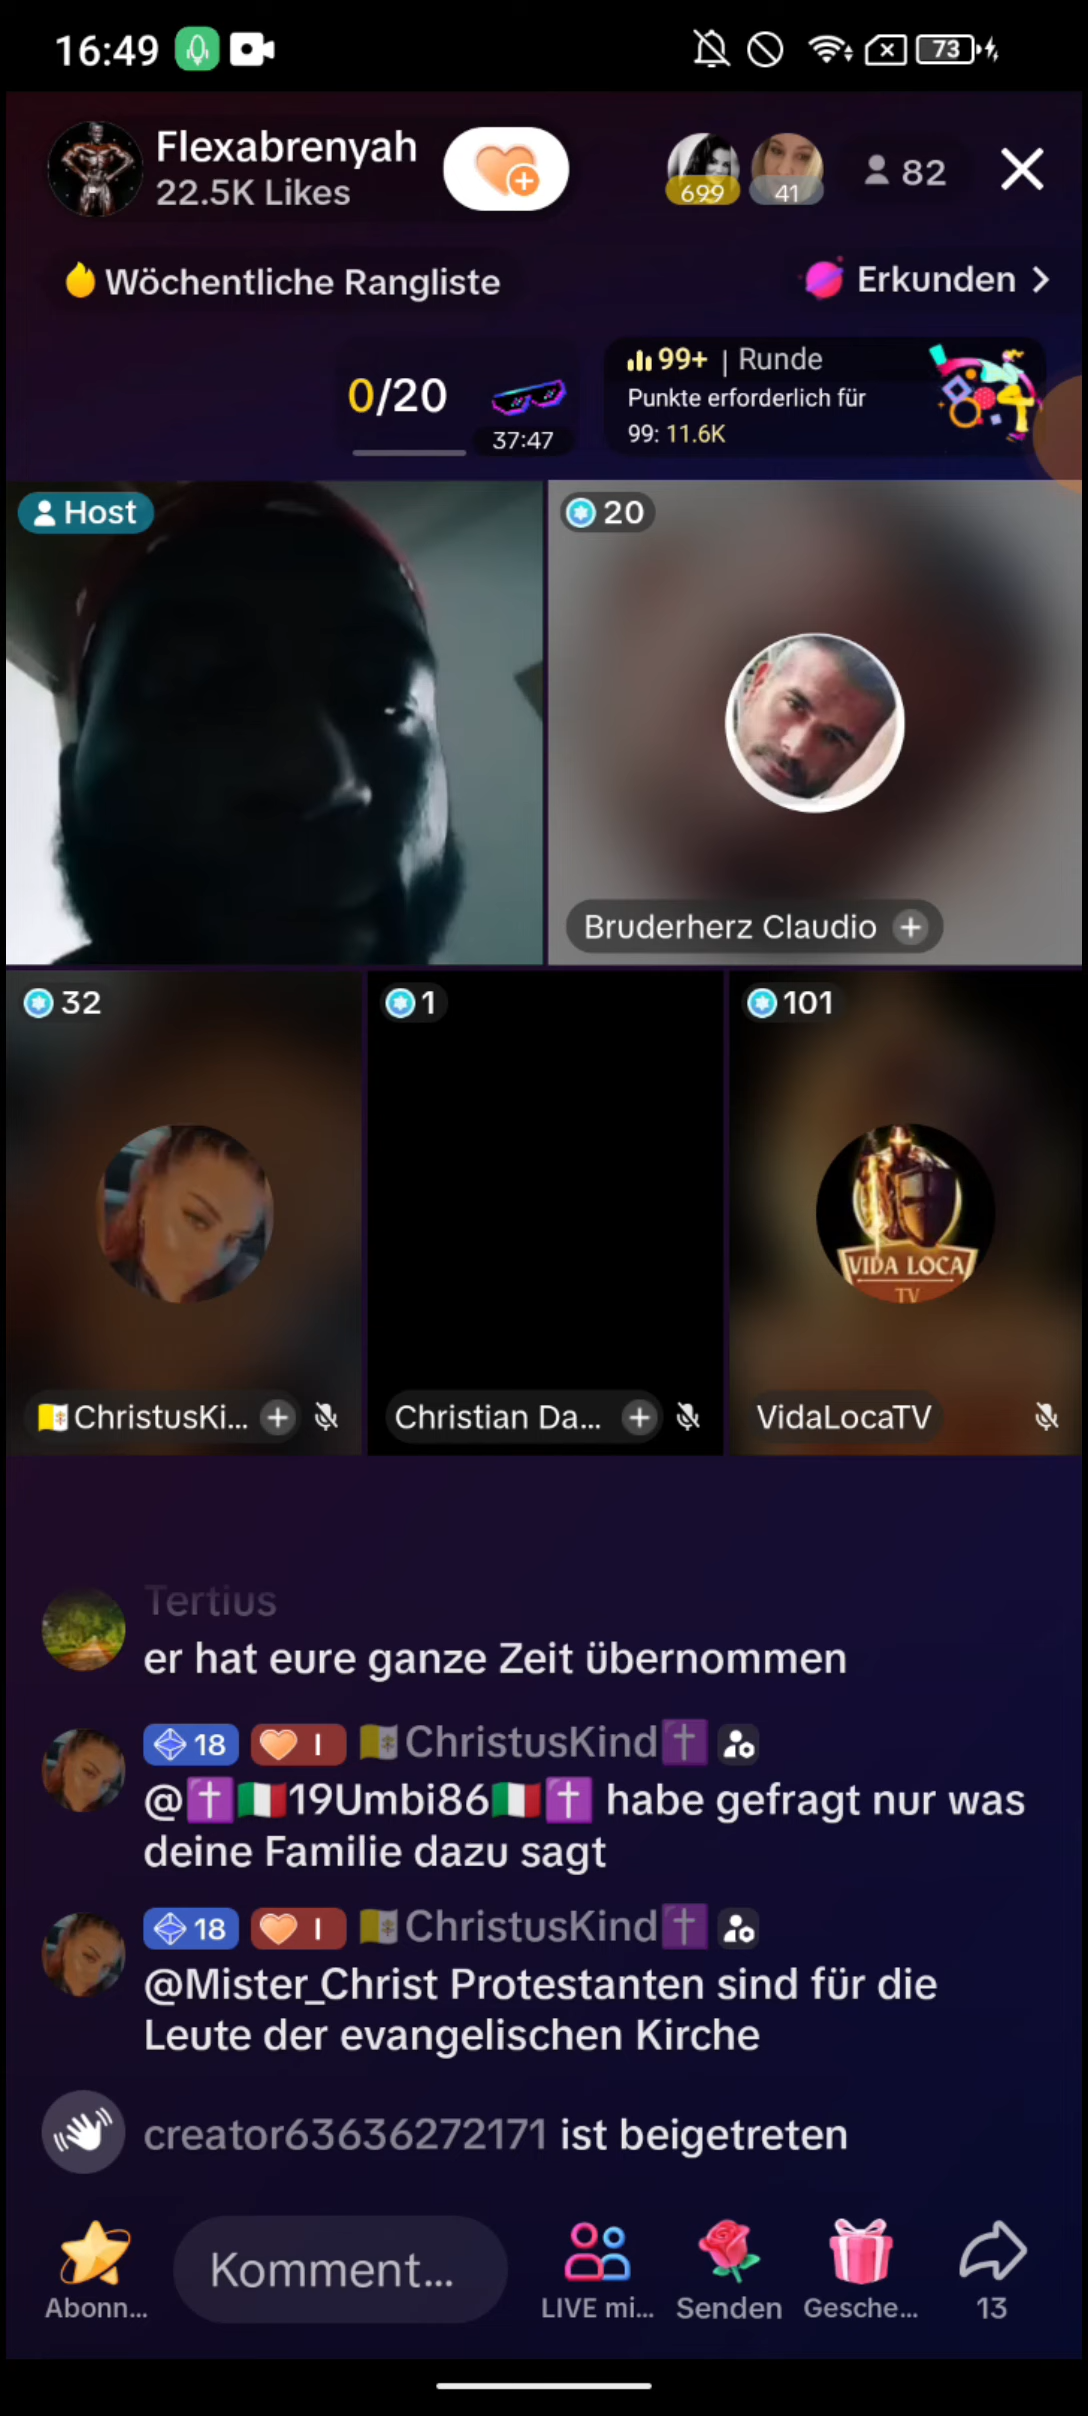 16:49
73
Flexabrenyah
22.5K Likes
699
41
82
Wöchentliche Rangliste
Erkunden >
0/20
37:47
99+ | Runde
Punkte erforderlich für
99: 11.6K
Host
20
Bruderherz Claudio +
32
1
101
VIDA LOCA
TV
ChristusKi... +
Christian Da... +
VidaLocaTV
Tertius
er hat eure ganze Zeit übernommen
18 I ChristusKind✝️
@✝️🇮🇹19Umbi86🇮🇹✝️ habe gefragt nur was
deine Familie dazu sagt
18 I ChristusKind✝️
@Mister_Christ Protestanten sind für die
Leute der evangelischen Kirche
creator63636272171 ist beigetreten
Komment...
Abonn...
LIVE mi...
Senden
Gesche...
13